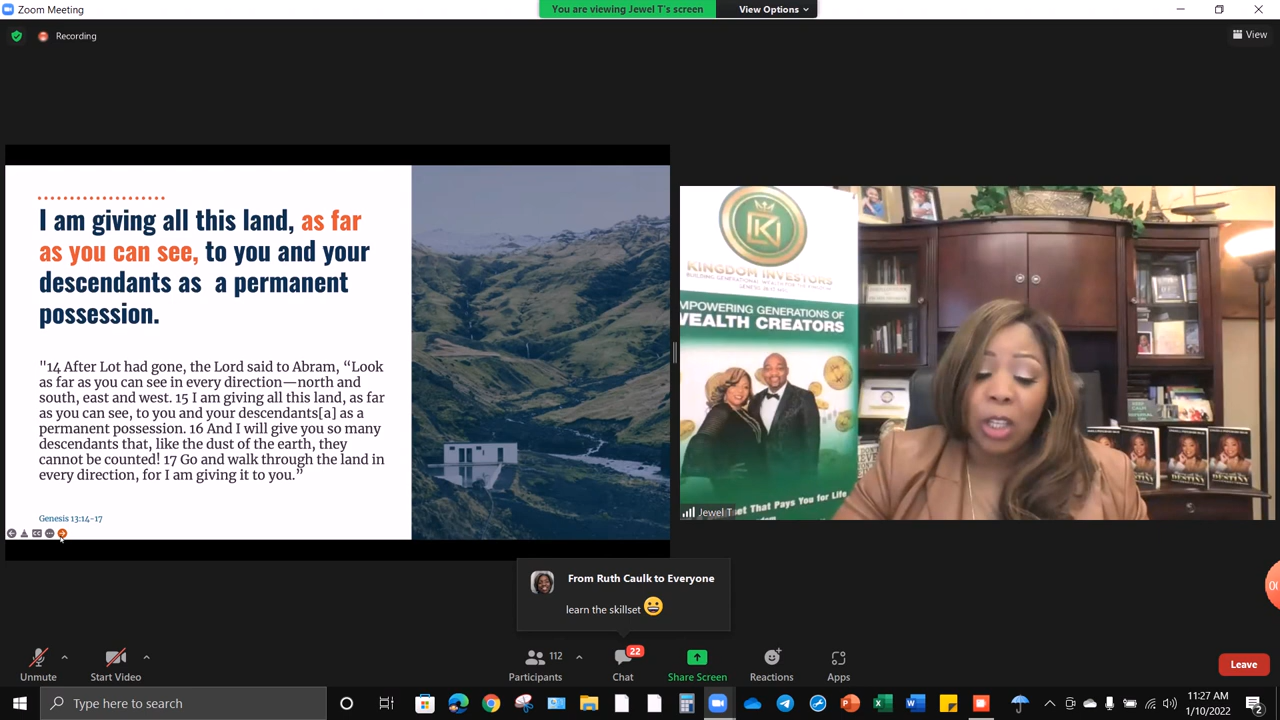 Zoom Meeting
You are viewing Jewel T's screen
View Options
Recording
View
I am giving all this land, as far
as you can see, to you and your
descendants as a permanent
possession.
"14 After Lot had gone, the Lord said to Abram, “Look
as far as you can see in every direction—north and
south, east and west. 15 I am giving all this land, as far
as you can see, to you and your descendants[a] as a
permanent possession. 16 And I will give you so many
descendants that, like the dust of the earth, they
cannot be counted! 17 Go and walk through the land in
every direction, for I am giving it to you.”
Genesis 13:14-17
KINGDOM INVESTORS
MPOWERING GENERATIONS OF
EALTH CREATORS
set That Pays You for Life
Jewel T
From Ruth Caulk to Everyone
learn the skillset 😀
Unmute
Start Video
112
Participants
22
Chat
Share Screen
Reactions
Apps
Leave
Type here to search
11:27 AM
1/10/2022
2